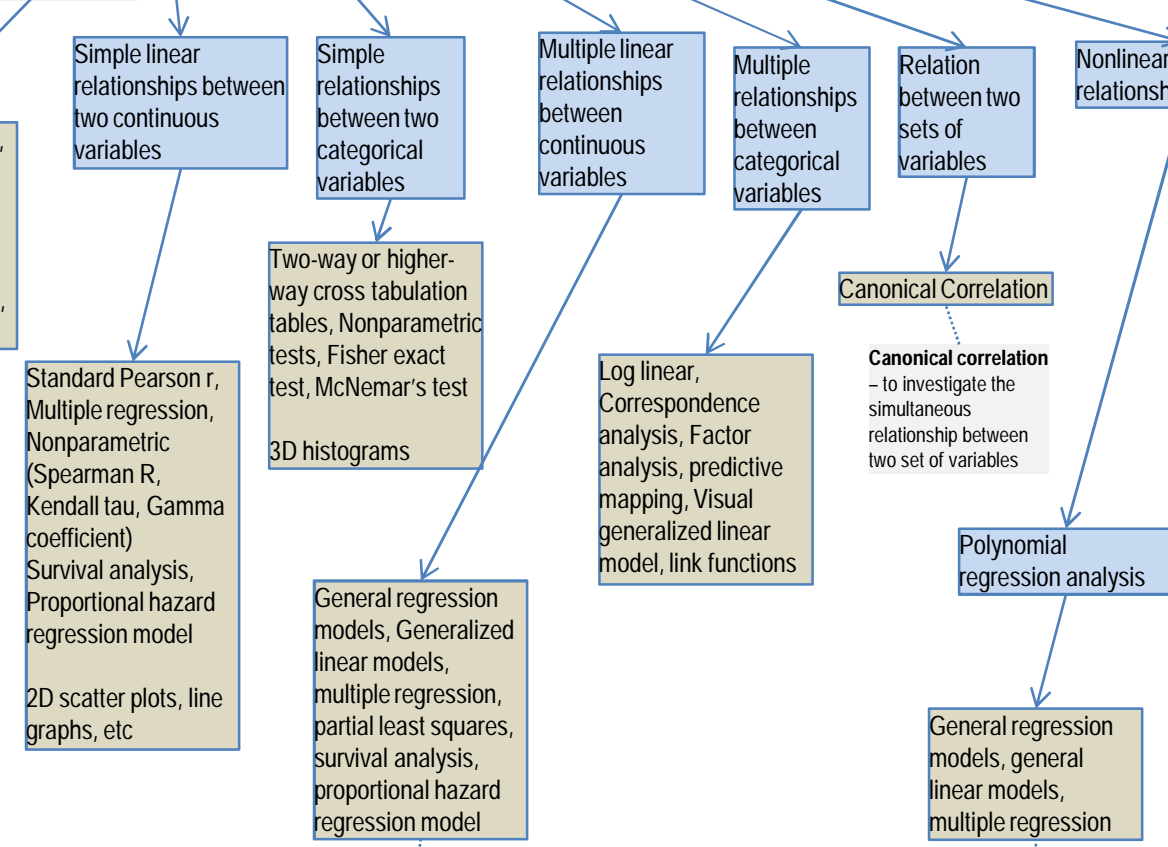 Simple linear
relationships between
two continuous
variables
Simple
relationships
between two
categorical
variables
Multiple linear
relationships
between
continuous
variables
Multiple
relationships
between
categorical
variables
Relation
between two
sets of
variables
Nonlinear
Two-way or higher-
way cross tabulation
tables, Nonparametric
tests, Fisher exact
test, McNemar's test
3D histograms
Canonical Correlation
Canonical correlation
– to investigate the
simultaneous
relationship between
two set of variables
Standard Pearson r,
Multiple regression,
Nonparametric
(Spearman R,
Kendall tau, Gamma
coefficient)
Survival analysis,
Proportional hazard
regression model
2D scatter plots, line
graphs, etc
Log linear,
Correspondence
analysis, Factor
analysis, predictive
mapping, Visual
generalized linear
model, link functions
Polynomial
regression analysis
General regression
models, Generalized
linear models,
multiple regression,
partial least squares,
survival analysis,
proportional hazard
regression model
General regression
models, general
linear models,
multiple regression